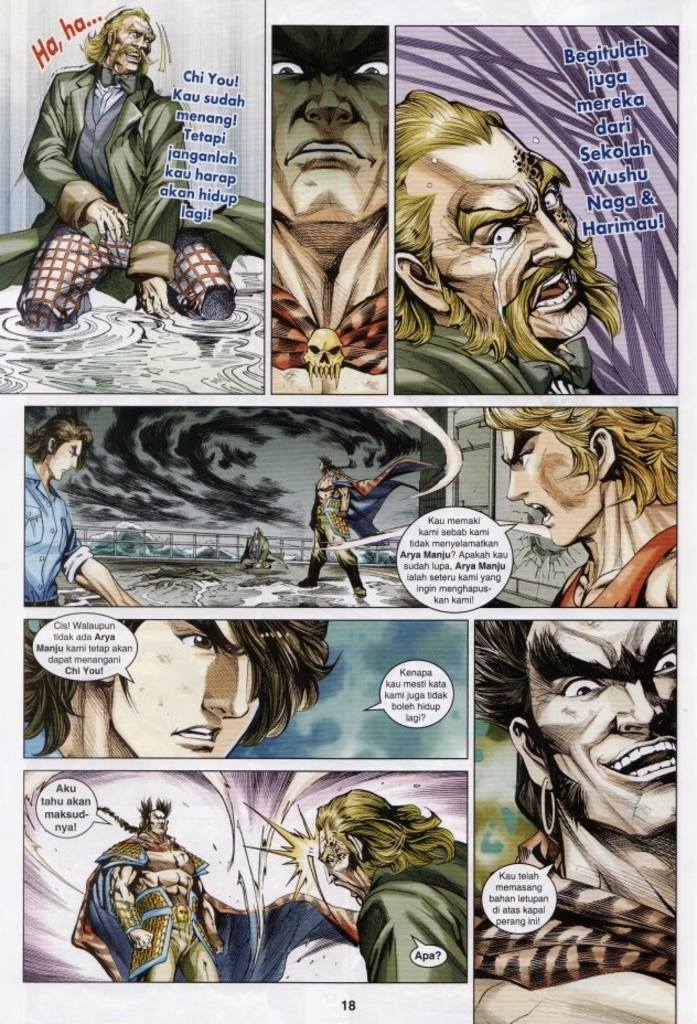 Ha, ha...
Chi You!
Kau sudah
menang!
Tetapi
janganlah
kau harap
akan hidup
lagi!
Begitulah
juga
mereka
dari
Sekolah
Wushu
Naga &
Harimau!
Kau memaki
kami sebab kami
tidak menyelamatkan
Arya Manju? Apakah kau
sudah lupa, Arya Manju
ialah seteru kami yang
ingin menghapus-
kan kami!
Cis! Walaupun
tidak ada Arya
Manju kami tetap akan
dapat menangani
Chi You!
Kenapa
kau mesti kata
kami juga tidak
boleh hidup
lagi?
Aku
tahu akan
maksud-
nya!
Apa?
Kau telah
memasang
bahan letupan
di atas kapal
perang ini!
18